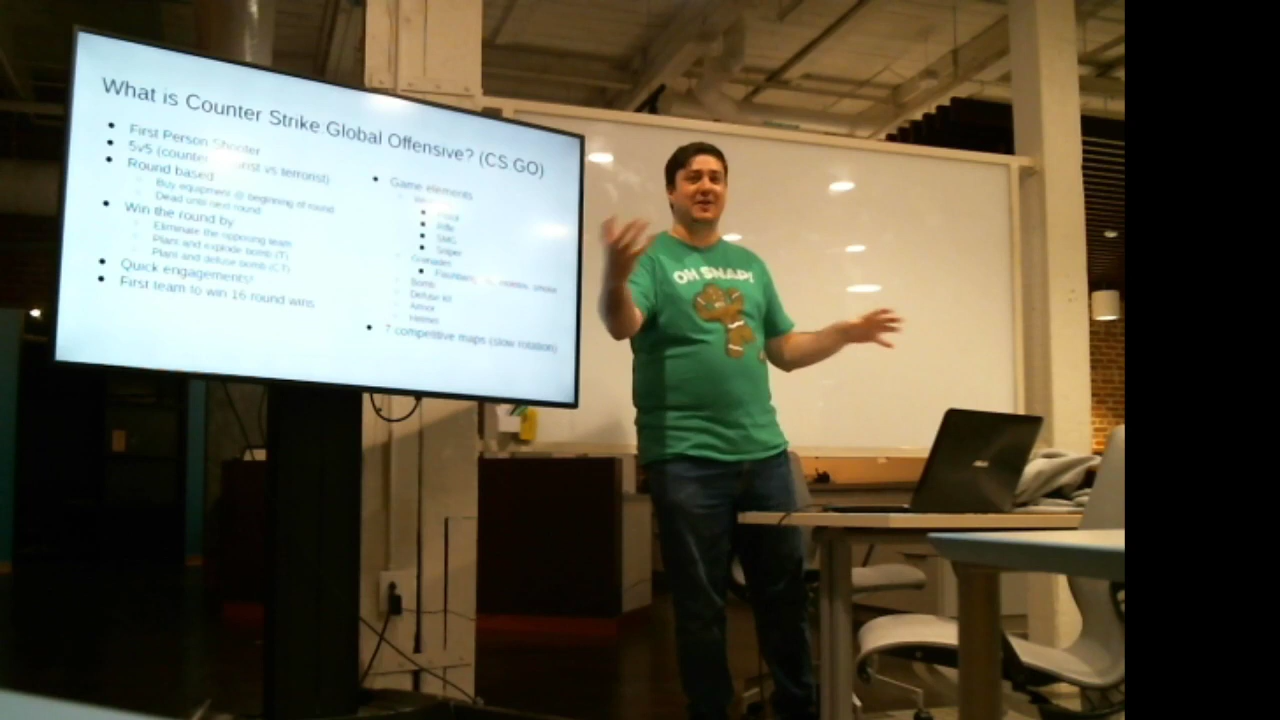 What is Counter Strike Global Offensive? (CS:GO)
First Person Shooter
5v5 (counter terrorist vs terrorist)
Round based
Buy equipment @ beginning of round
Dead until next round
Win the round by
Eliminate the opposing team
Plant and explode bomb (T)
Plant and defuse bomb (CT)
Quick engagements!
First team to win 16 round wins
Game elements
Rifle
SMG
Sniper
Grenades
Flashbang, smoke
Bomb
Defuse kit
Armor
Helmet
7 competitive maps (slow rotation)
OH SNAP!